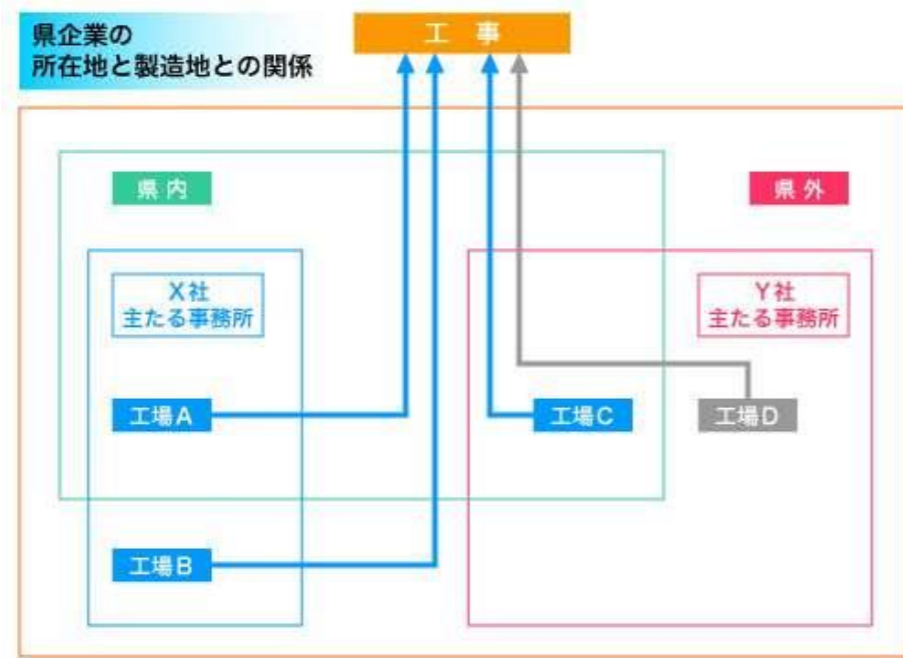 県企業の
所在地と製造地との関係
工事
県内
県外
X社
主たる事務所
Y社
主たる事務所
工場A
工場C
工場D
工場B